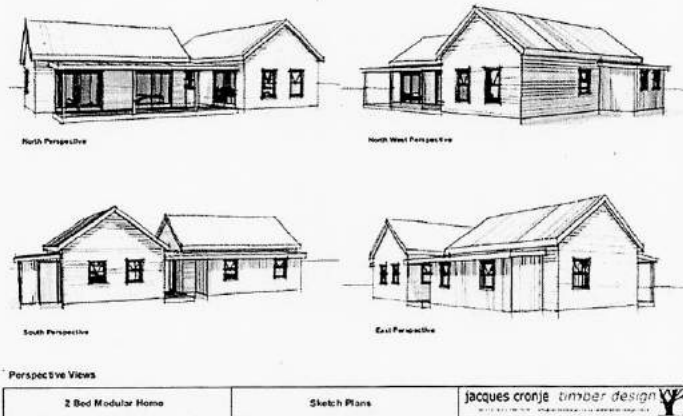 North Perspective
North West Perspective
South Perspective
East Perspective
Perspective Views
2 Bed Modular Home
Sketch Plans
jacques cronje timber design